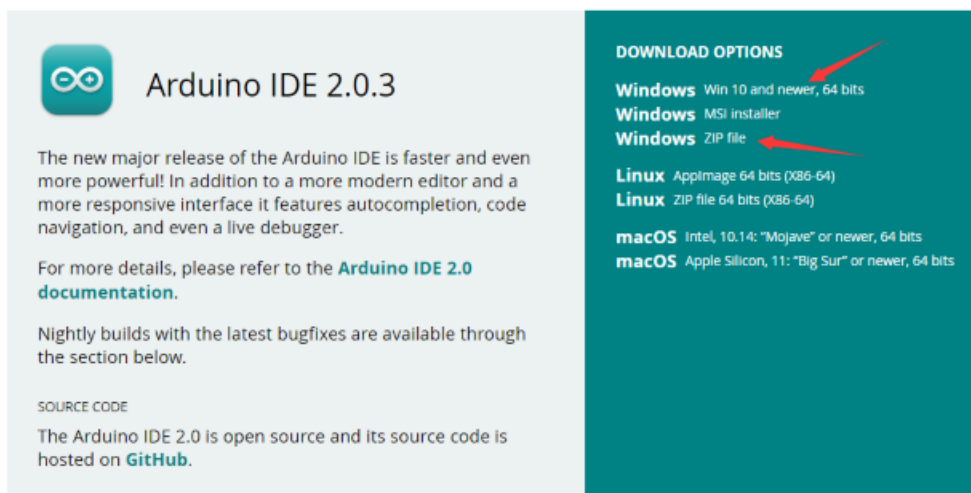 Arduino IDE 2.0.3
The new major release of the Arduino IDE is faster and even
more powerful! In addition to a more modern editor and a
more responsive interface it features autocompletion, code
navigation, and even a live debugger.
For more details, please refer to the Arduino IDE 2.0
documentation.
Nightly builds with the latest bugfixes are available through
the section below.
SOURCE CODE
The Arduino IDE 2.0 is open source and its source code is
hosted on GitHub.
DOWNLOAD OPTIONS
Windows Win 10 and newer, 64 bits
Windows MSI installer
Windows ZIP file
Linux AppImage 64 bits (X86-64)
Linux ZIP file 64 bits (X86-64)
macOS Intel, 10.14: “Mojave” or newer, 64 bits
macOS Apple Silicon, 11: “Big Sur” or newer, 64 bits